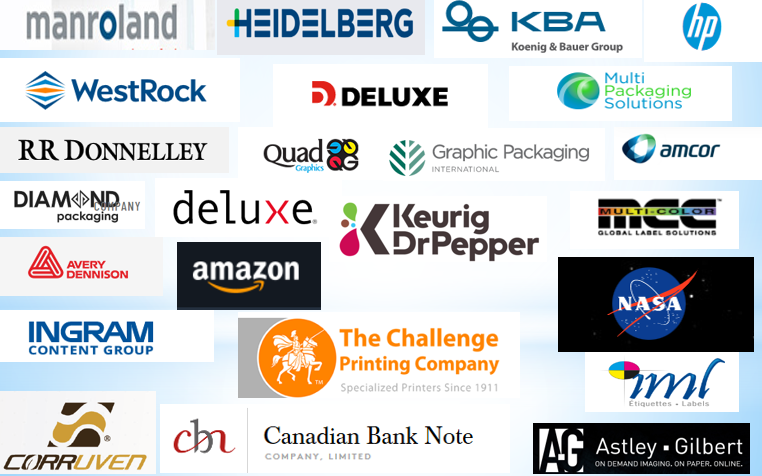 manroland
HEIDELBERG
KBA
Koenig & Bauer Group
hp
WestRock
DELUXE
Multi
Packaging
Solutions
RR DONNELLEY
Quad
Graphics
Graphic Packaging
INTERNATIONAL
amcor
DIAMOND
COMPANY
packaging
deluxe®
Keurig
DrPepper
MCC™
MULTI-COLOR
GLOBAL LABEL SOLUTIONS
AVERY
DENNISON
amazon
NASA
INGRAM
CONTENT GROUP
The Challenge
Printing Company
TM
Specialized Printers Since 1911
iml
Étiquettes • Labels
®
CORRUVEN
cbn
Canadian Bank Note
COMPANY, LIMITED
A-G
Astley • Gilbert
ON DEMAND IMAGING. ON PAPER. ONLINE.